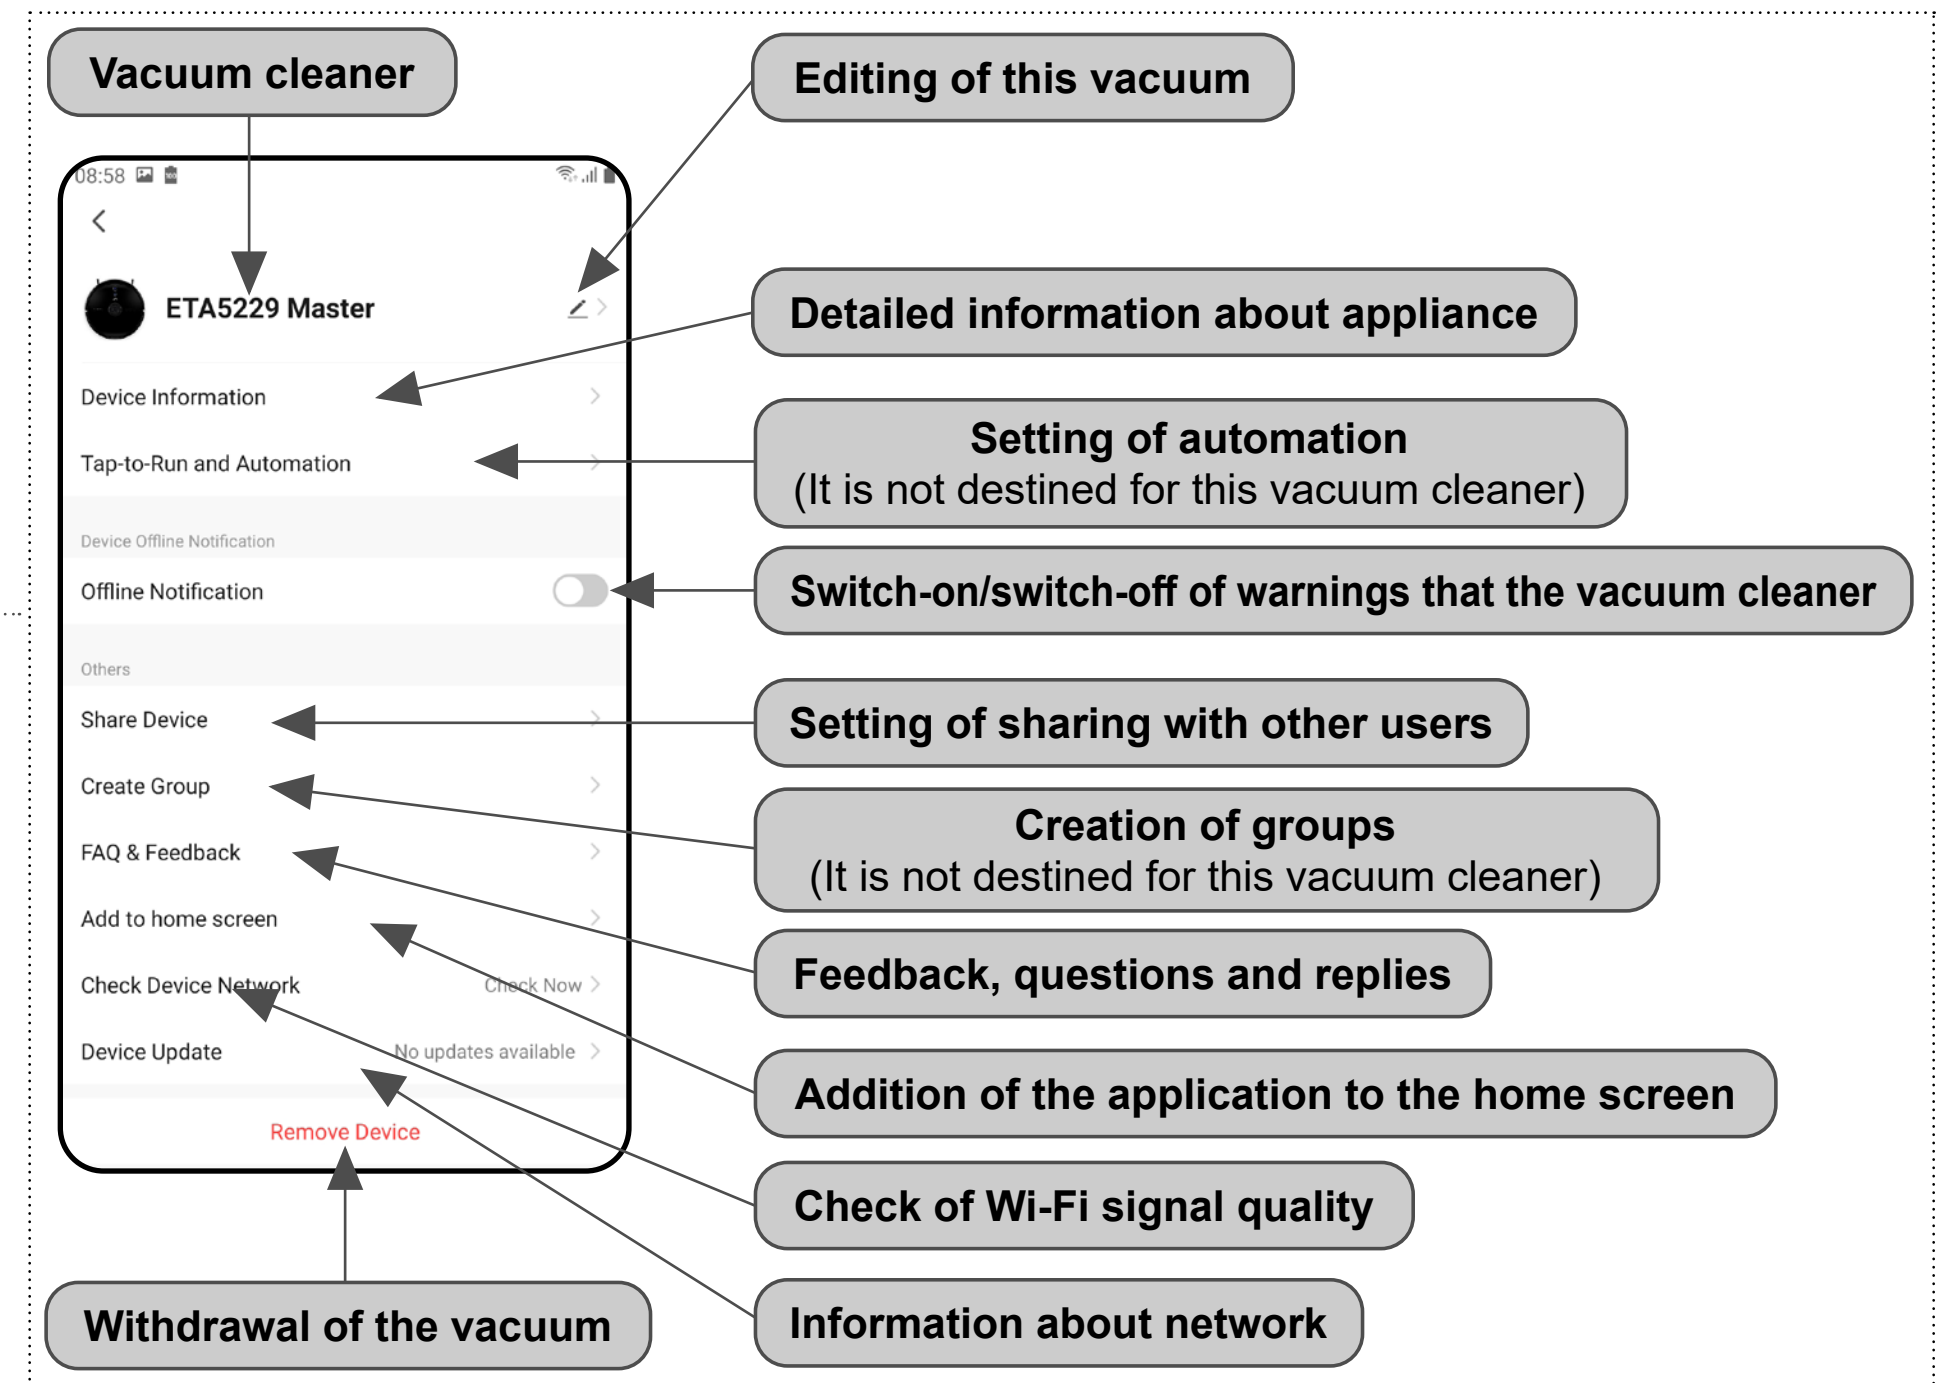 Vacuum cleaner
Editing of this vacuum
08:58
ETA5229 Master
Detailed information about appliance
Device Information
Setting of automation
(It is not destined for this vacuum cleaner)
Tap-to-Run and Automation
Device Offline Notification
Offline Notification
Switch-on/switch-off of warnings that the vacuum cleaner
Others
Share Device
Setting of sharing with other users
Create Group
Creation of groups
(It is not destined for this vacuum cleaner)
FAQ & Feedback
Add to home screen
Feedback, questions and replies
Check Device Network
Check Now
Device Update
No updates available
Addition of the application to the home screen
Remove Device
Check of Wi-Fi signal quality
Withdrawal of the vacuum
Information about network